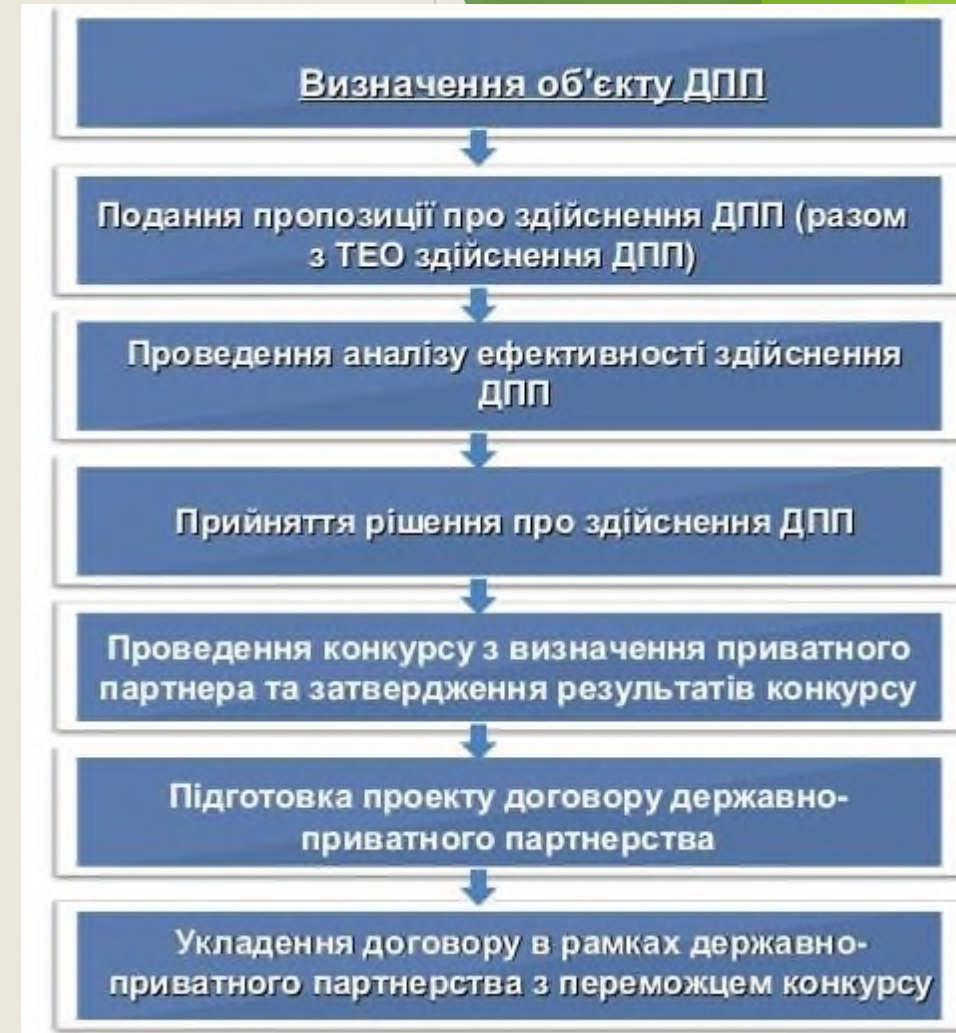 Визначення об'єкту ДПП
Подання пропозиції про здійснення ДПП (разом
з ТЕО здійснення ДПП)
Проведення аналізу ефективності здійснення
ДПП
Прийняття рішення про здійснення ДПП
Проведення конкурсу з визначення приватного
партнера та затвердження результатів конкурсу
Підготовка проекту договору державно-
приватного партнерства
Укладення договору в рамках державно-
приватного партнерства з переможцем конкурсу